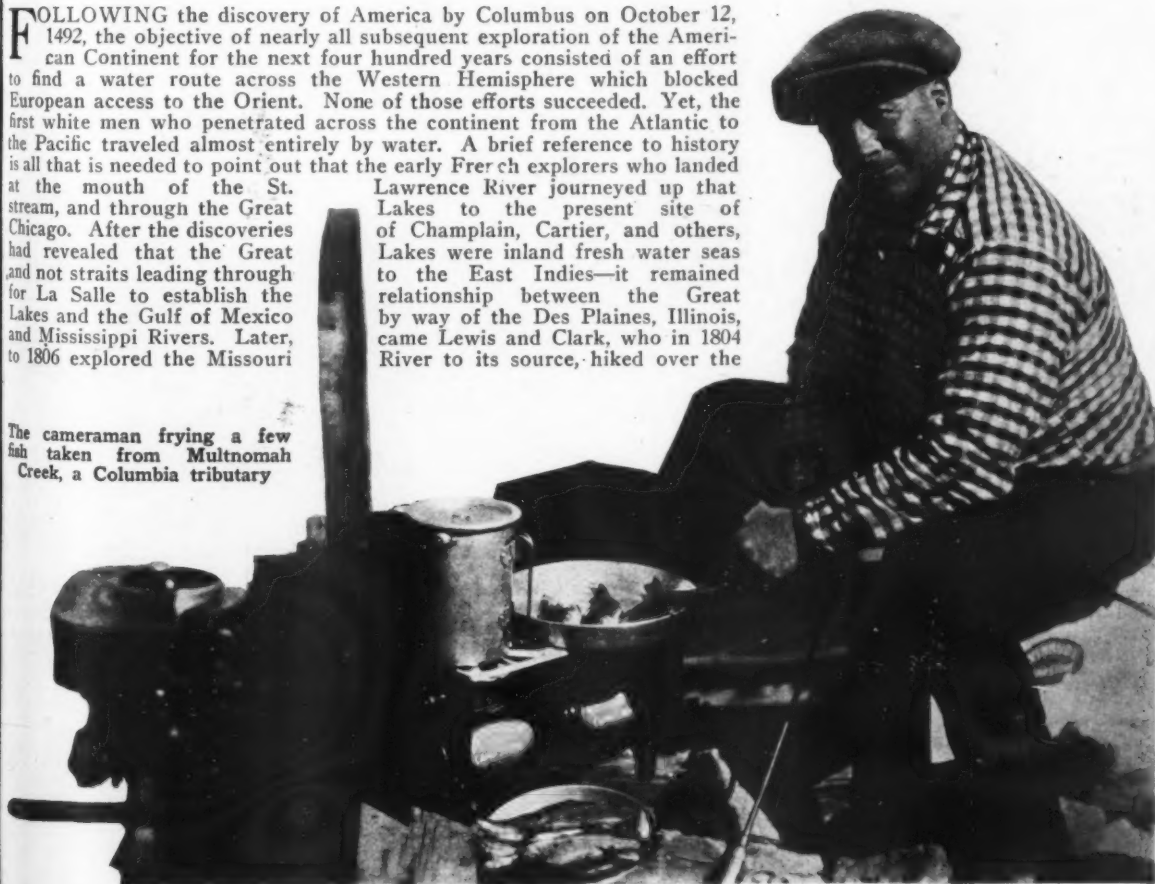 FOLLOWING the discovery of America by Columbus on October 12,
1492, the objective of nearly all subsequent exploration of the Ameri-
can Continent for the next four hundred years consisted of an effort
to find a water route across the Western Hemisphere which blocked
European access to the Orient. None of those efforts succeeded. Yet, the
first white men who penetrated across the continent from the Atlantic to
the Pacific traveled almost entirely by water. A brief reference to history
is all that is needed to point out that the early French explorers who landed
at the mouth of the St. Lawrence River journeyed up that
stream, and through the Great Lakes to the present site of
Chicago. After the discoveries of Champlain, Cartier, and others,
had revealed that the Great Lakes were inland fresh water seas
and not straits leading through to the East Indies—it remained
for La Salle to establish the relationship between the Great
Lakes and the Gulf of Mexico by way of the Des Plaines, Illinois,
and Mississippi Rivers. Later, came Lewis and Clark, who in 1804
to 1806 explored the Missouri River to its source, hiked over the
The cameraman frying a few
fish taken from Multnomah
Creek, a Columbia tributary